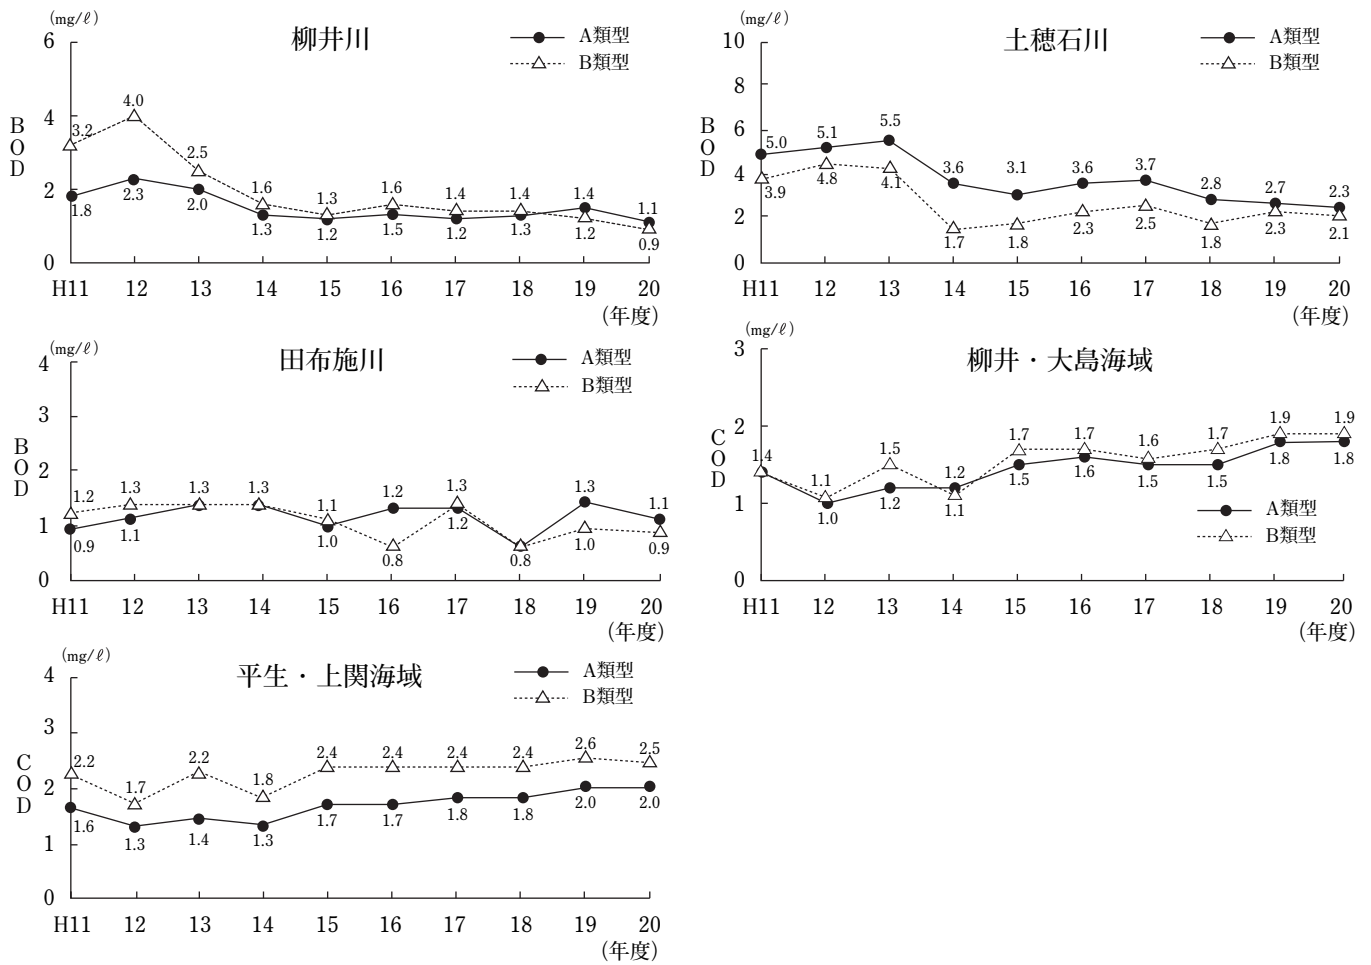 (mg/ℓ)
柳井川
A類型
B類型
BOD
6
4
2
0
3.2 4.0 2.5 1.6 1.3 1.6 1.4 1.4 1.4 1.1
1.8 2.3 2.0 1.3 1.2 1.5 1.2 1.3 1.2 0.9
H11 12 13 14 15 16 17 18 19 20
(年度)
(mg/ℓ)
土穂石川
A類型
B類型
BOD
10
8
6
4
2
0
5.0 5.1 5.5 3.6 3.1 3.6 3.7 2.8 2.7 2.3
3.9 4.8 4.1 1.7 1.8 2.3 2.5 1.8 2.3 2.1
H11 12 13 14 15 16 17 18 19 20
(年度)
(mg/ℓ)
田布施川
A類型
B類型
BOD
4
3
2
1
0
1.2 1.3 1.3 1.3 1.1 1.2 1.3 1.3 1.1
0.9 1.1 1.0 0.8 1.2 0.8 1.0 0.9
H11 12 13 14 15 16 17 18 19 20
(年度)
(mg/ℓ)
柳井・大島海域
COD
3
2
1
0
1.4 1.1 1.5 1.2 1.7 1.7 1.6 1.7 1.9 1.9
1.0 1.2 1.1 1.5 1.6 1.5 1.5 1.8 1.8
A類型
B類型
H11 12 13 14 15 16 17 18 19 20
(年度)
(mg/ℓ)
平生・上関海域
A類型
B類型
COD
4
3
2
1
0
2.2 1.7 2.2 1.8 2.4 2.4 2.4 2.4 2.6 2.5
1.6 1.3 1.4 1.3 1.7 1.7 1.8 1.8 2.0 2.0
H11 12 13 14 15 16 17 18 19 20
(年度)